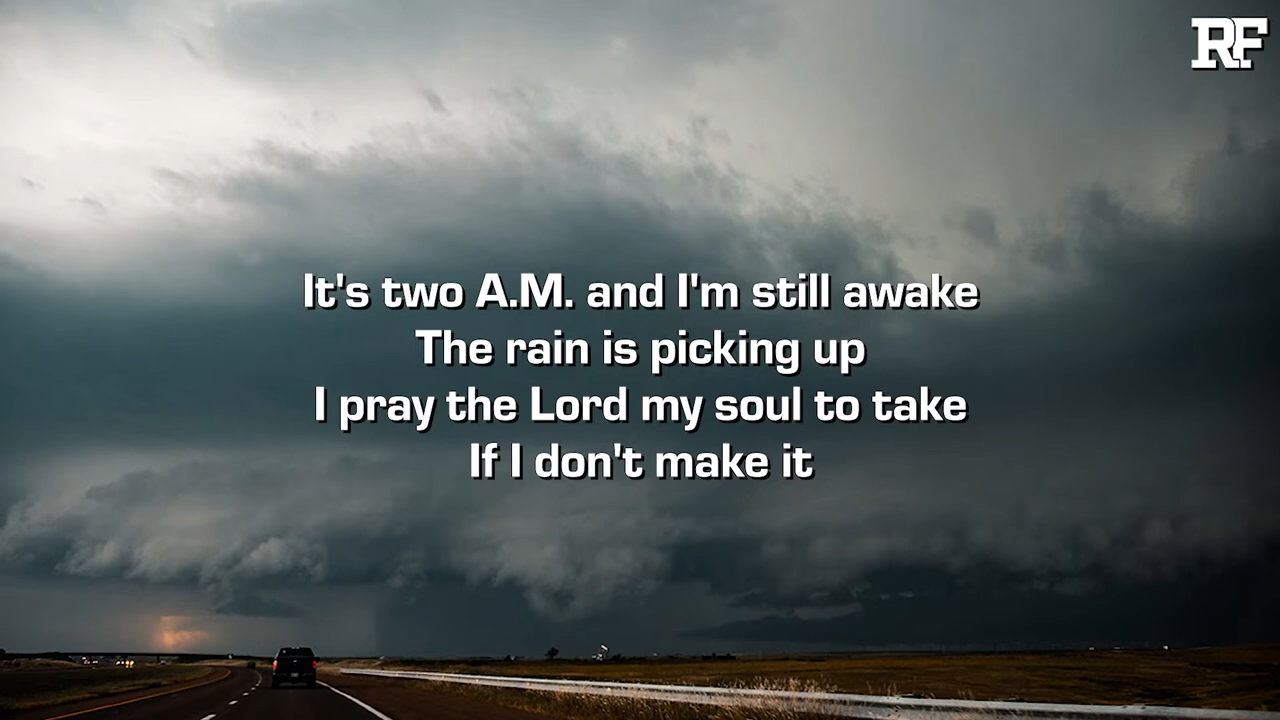 RF
It's two A.M. and I'm still awake
The rain is picking up
I pray the Lord my soul to take
If I don't make it